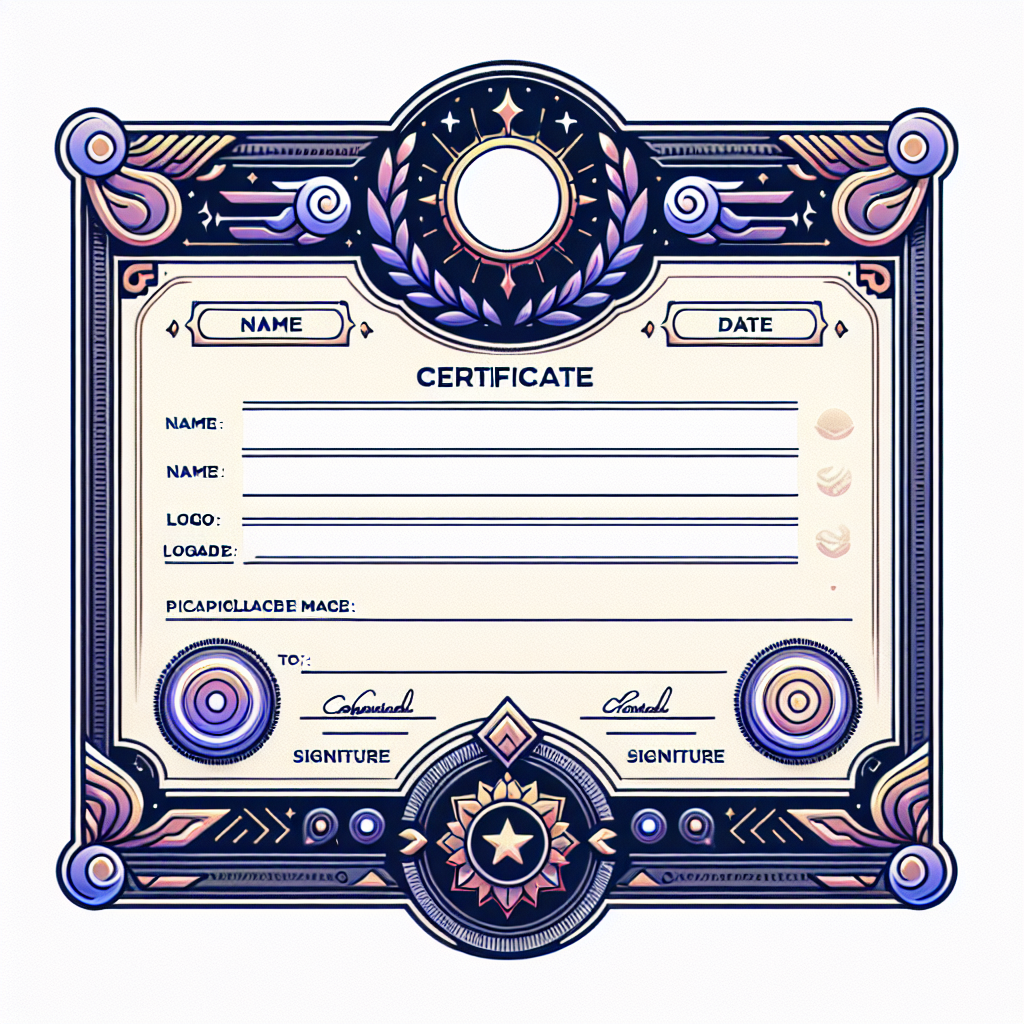 NAME
DATE
CERTIFICATE
NAME:
NAME:
LOGO:
LOGADE:
PICAPICLLACBE MACE:
TO:
SIGNITURE
SIGNITURE